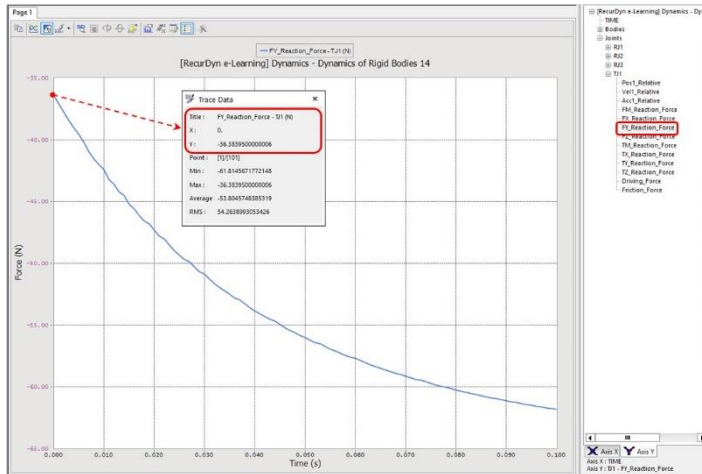 Page 1
FY_Reaction_Force - TJ1 (N)
[RecurDyn e-Learning] Dynamics - Dynamics of Rigid Bodies 14
Trace Data
Title : FY_Reaction_Force - TJ1 (N)
X : 0.
Y : -36.3839500000006
Point : [1]/[101]
Min : -61.8145671772148
Max : -36.3839500000006
Average -53.8045748385319
RMS : 54.2638993053426
Force (N)
-35.00
-40.00
-45.00
-50.00
-55.00
-60.00
-65.00
0.000 0.010 0.020 0.030 0.040 0.050 0.060 0.070 0.080 0.090 0.100
Time (s)
[RecurDyn e-Learning] Dynamics - Dy
TIME
Bodies
Joints
RJ1
RJ2
RJ3
TJ1
Pos1_Relative
Vel1_Relative
Acc1_Relative
FM_Reaction_Force
FX_Reaction_Force
FY_Reaction_Force
FZ_Reaction_Force
TM_Reaction_Force
TX_Reaction_Force
TY_Reaction_Force
TZ_Reaction_Force
Driving_Force
Friction_Force
X Axis X Y Axis Y
Axis X : TIME
Axis Y : TJ1 - FY_Reaction_Force